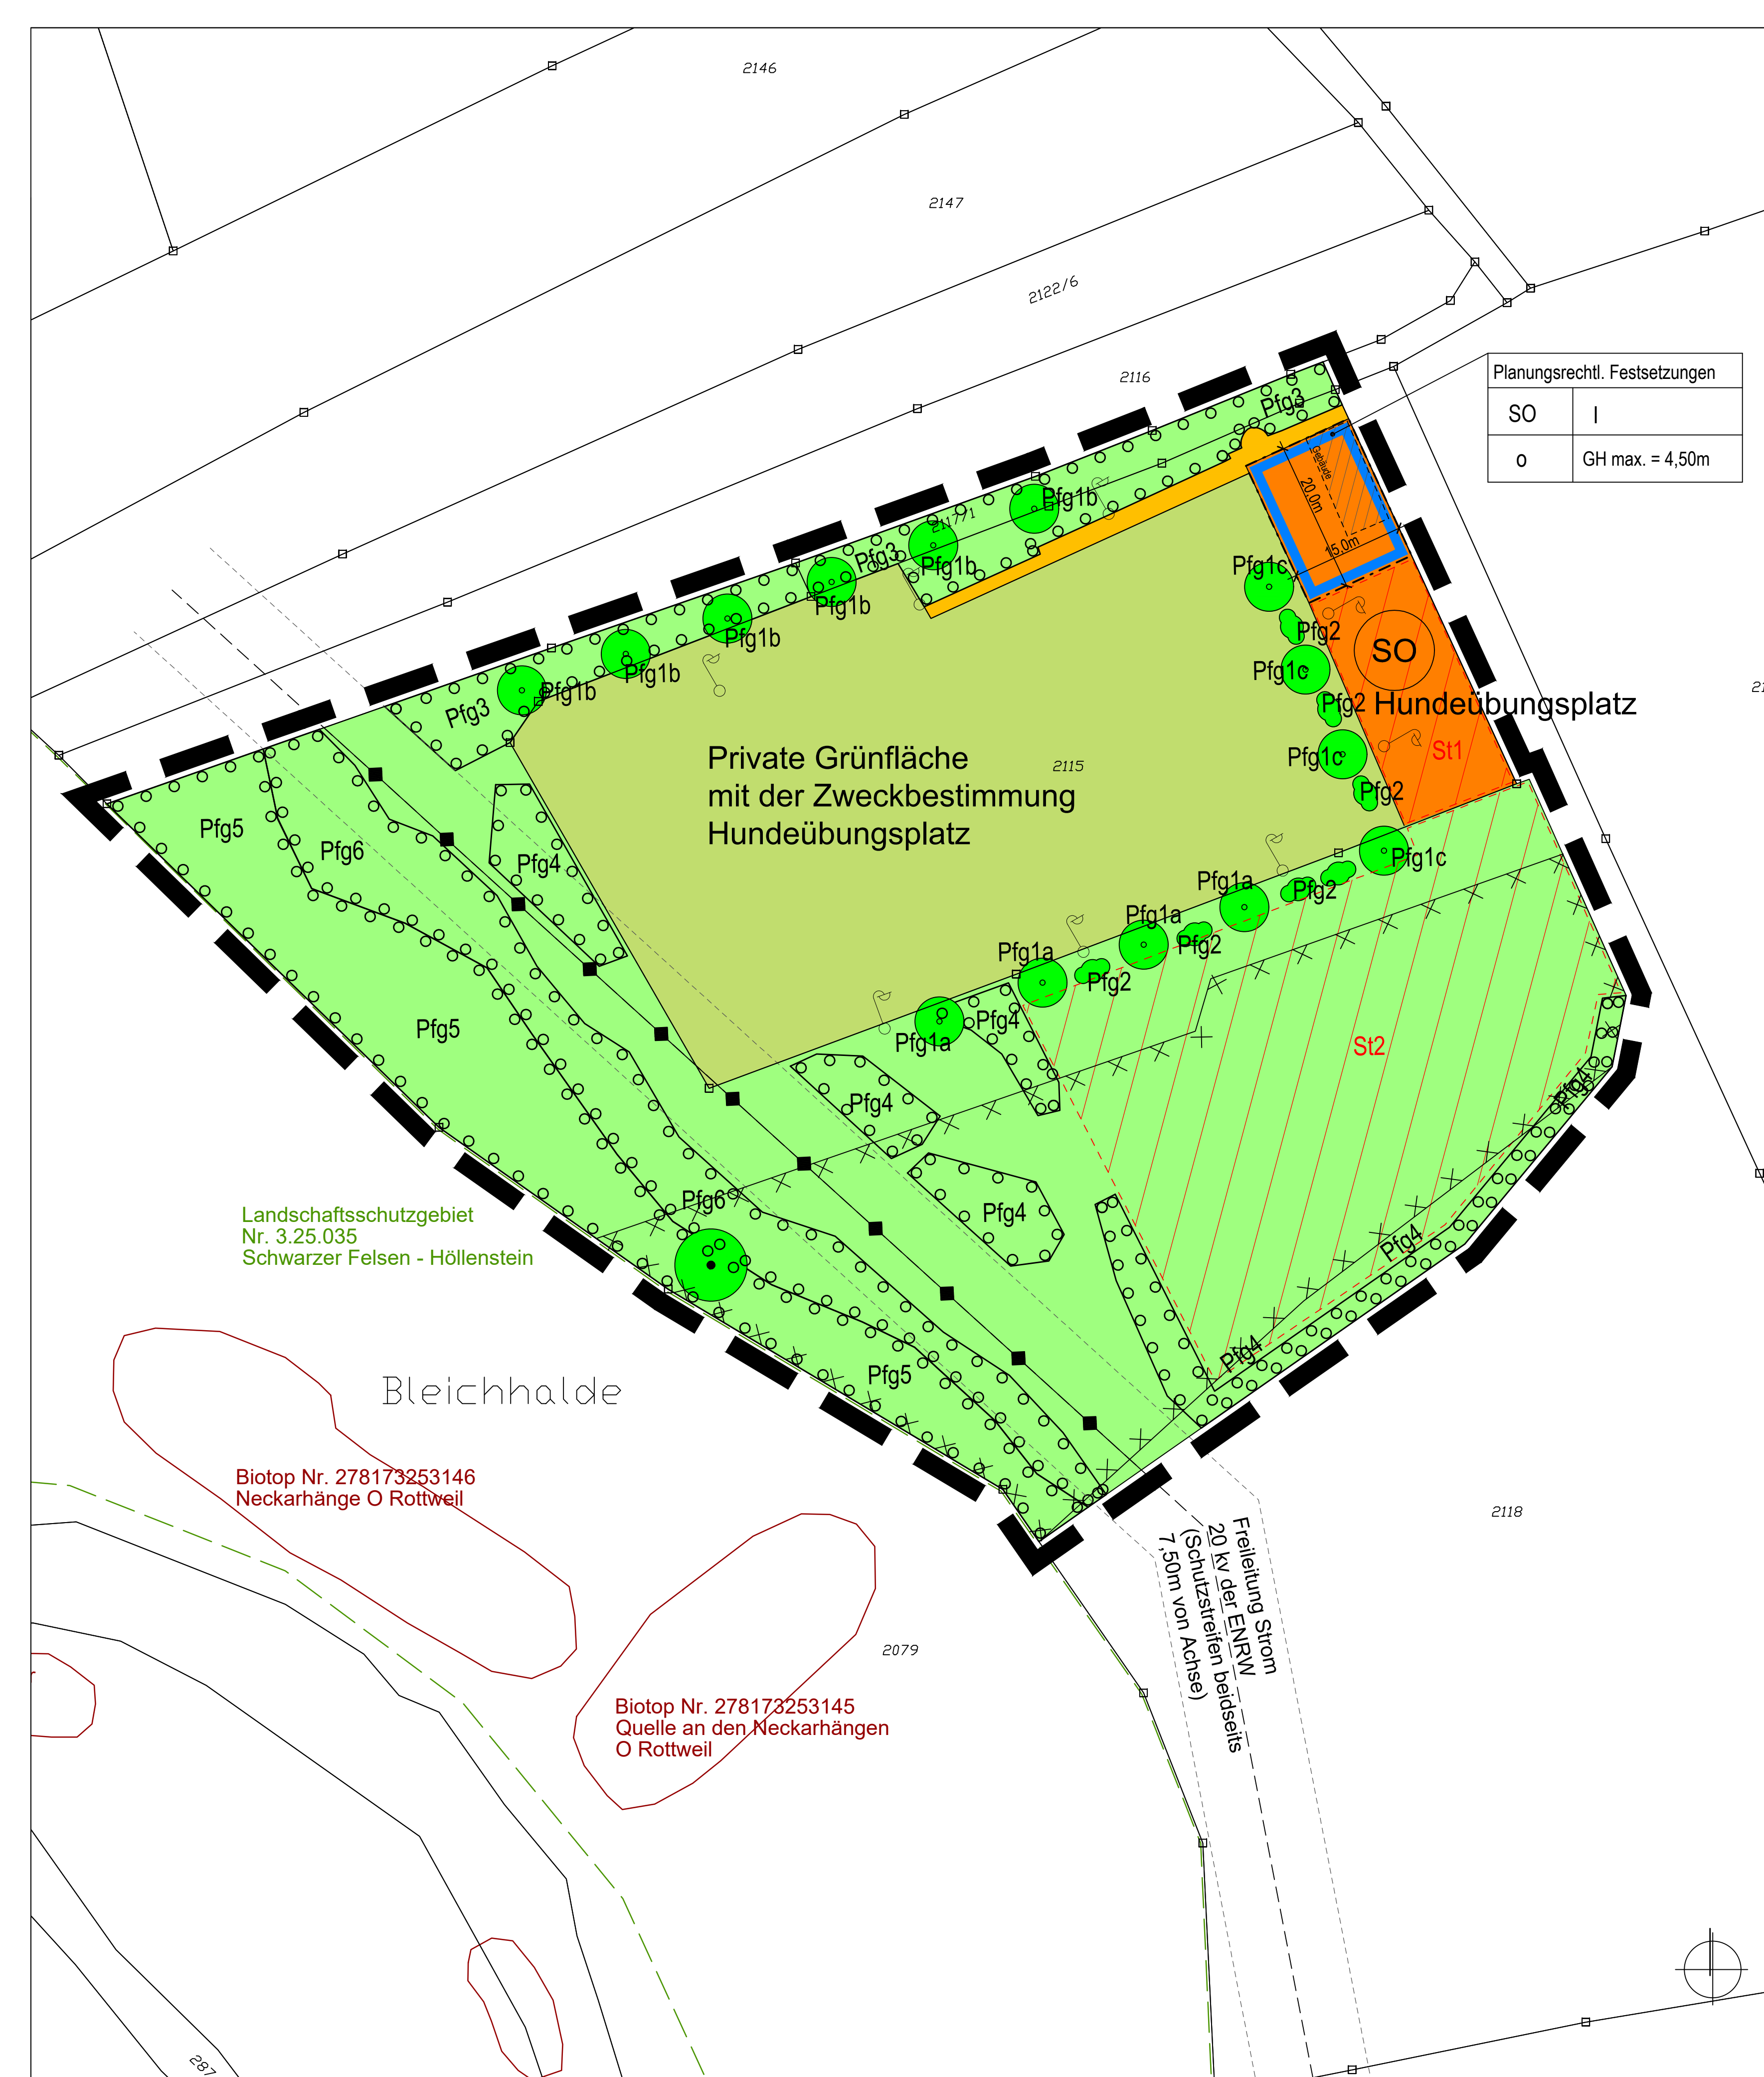 2146
2147
2122/6
2116
Planungsrechtl. Festsetzungen
SO
I
o
GH max. = 4,50m
Pfg3
Gebäude
20.0m
15.0m
Pfg1b
2117/1
Pfg3
Pfg1b
Pfg1b
Pfg1b
Pfg1b
Pfg1b
Pfg3
Pfg1c
Pfg2
SO
Pfg1c
Pfg2
Hundeübungsplatz
St1
Pfg1c
Pfg2
Private Grünfläche
mit der Zweckbestimmung
Hundeübungsplatz
2115
Pfg5
Pfg6
Pfg4
Pfg1c
Pfg1a
Pfg2
Pfg1a
Pfg2
Pfg1a
Pfg2
Pfg4
Pfg1a
Pfg5
St2
Pfg4
Pfg4
Pfg6
Pfg4
Pfg4
Pfg4
Pfg5
Landschaftsschutzgebiet
Nr. 3.25.035
Schwarzer Felsen - Höllenstein
Bleichhalde
Biotop Nr. 278173253146
Neckarhänge O Rottweil
2118
Freileitung Strom
20 kv der ENRW
(Schutzstreifen beidseits
7,50m von Achse)
2079
Biotop Nr. 278173253145
Quelle an den Neckarhängen
O Rottweil
287